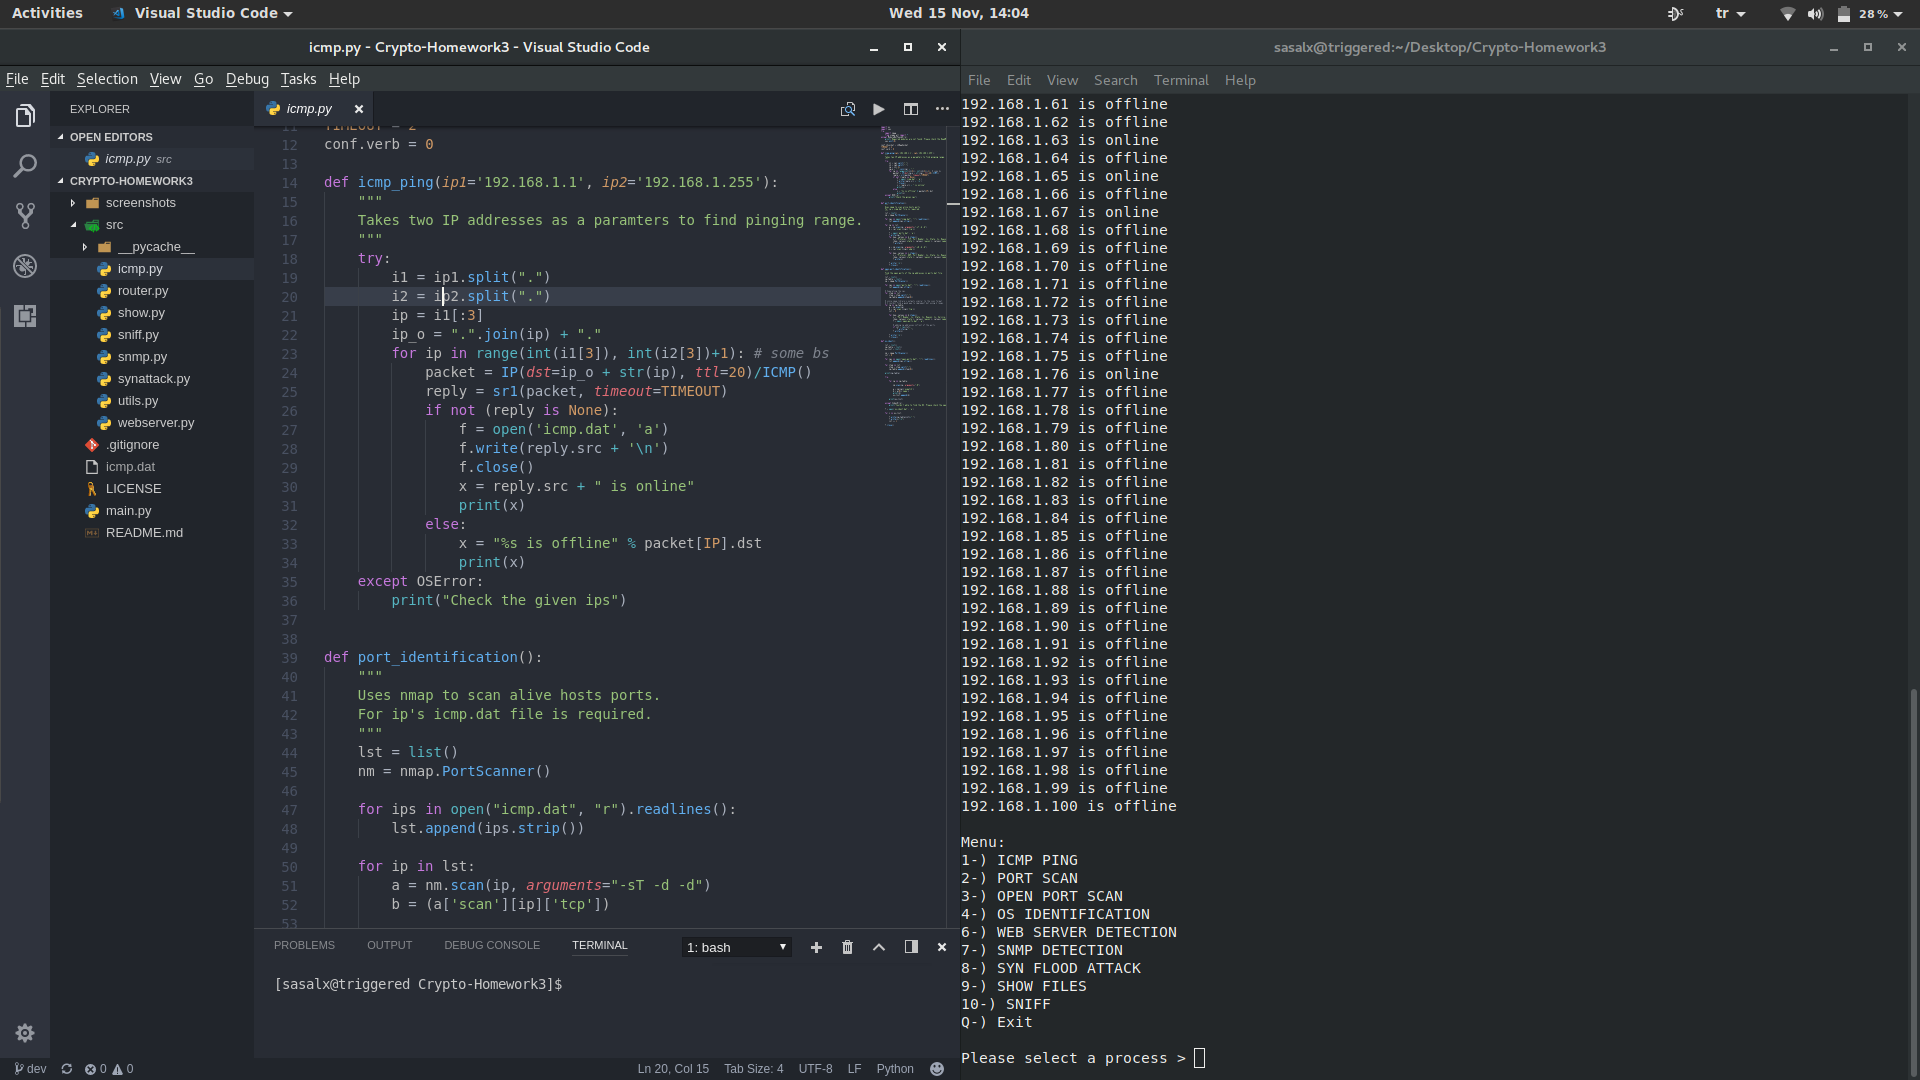 Activities
Visual Studio Code
Wed 15 Nov, 14:04
tr
28 %
icmp.py - Crypto-Homework3 - Visual Studio Code
File Edit Selection View Go Debug Tasks Help
EXPLORER
OPEN EDITORS
icmp.py src
CRYPTO-HOMEWORK3
screenshots
src
__pycache__
icmp.py
router.py
show.py
sniff.py
snmp.py
synattack.py
utils.py
webserver.py
.gitignore
icmp.dat
LICENSE
main.py
README.md
icmp.py
11 TIMEOUT = 2
12 conf.verb = 0
13
14 def icmp_ping(ip1='192.168.1.1', ip2='192.168.1.255'):
15     """
16     Takes two IP addresses as a paramters to find pinging range.
17     """
18     try:
19         i1 = ip1.split(".")
20         i2 = ip2.split(".")
21         ip = i1[:3]
22         ip_o = ".".join(ip) + "."
23         for ip in range(int(i1[3]), int(i2[3])+1): # some bs
24             packet = IP(dst=ip_o + str(ip), ttl=20)/ICMP()
25             reply = sr1(packet, timeout=TIMEOUT)
26             if not (reply is None):
27                 f = open('icmp.dat', 'a')
28                 f.write(reply.src + '\n')
29                 f.close()
30                 x = reply.src + " is online"
31                 print(x)
32             else:
33                 x = "%s is offline" % packet[IP].dst
34                 print(x)
35     except OSError:
36         print("Check the given ips")
37
38
39 def port_identification():
40     """
41     Uses nmap to scan alive hosts ports.
42     For ip's icmp.dat file is required.
43     """
44     lst = list()
45     nm = nmap.PortScanner()
46
47     for ips in open("icmp.dat", "r").readlines():
48         lst.append(ips.strip())
49
50     for ip in lst:
51         a = nm.scan(ip, arguments="-sT -d -d")
52         b = (a['scan'][ip]['tcp'])
53
PROBLEMS OUTPUT DEBUG CONSOLE TERMINAL
1: bash
[sasalx@triggered Crypto-Homework3]$
dev 0 0
Ln 20, Col 15 Tab Size: 4 UTF-8 LF Python
sasalx@triggered:~/Desktop/Crypto-Homework3
File Edit View Search Terminal Help
192.168.1.61 is offline
192.168.1.62 is offline
192.168.1.63 is online
192.168.1.64 is offline
192.168.1.65 is online
192.168.1.66 is offline
192.168.1.67 is online
192.168.1.68 is offline
192.168.1.69 is offline
192.168.1.70 is offline
192.168.1.71 is offline
192.168.1.72 is offline
192.168.1.73 is offline
192.168.1.74 is offline
192.168.1.75 is offline
192.168.1.76 is online
192.168.1.77 is offline
192.168.1.78 is offline
192.168.1.79 is offline
192.168.1.80 is offline
192.168.1.81 is offline
192.168.1.82 is offline
192.168.1.83 is offline
192.168.1.84 is offline
192.168.1.85 is offline
192.168.1.86 is offline
192.168.1.87 is offline
192.168.1.88 is offline
192.168.1.89 is offline
192.168.1.90 is offline
192.168.1.91 is offline
192.168.1.92 is offline
192.168.1.93 is offline
192.168.1.94 is offline
192.168.1.95 is offline
192.168.1.96 is offline
192.168.1.97 is offline
192.168.1.98 is offline
192.168.1.99 is offline
192.168.1.100 is offline
Menu:
1-) ICMP PING
2-) PORT SCAN
3-) OPEN PORT SCAN
4-) OS IDENTIFICATION
6-) WEB SERVER DETECTION
7-) SNMP DETECTION
8-) SYN FLOOD ATTACK
9-) SHOW FILES
10-) SNIFF
Q-) Exit
Please select a process >